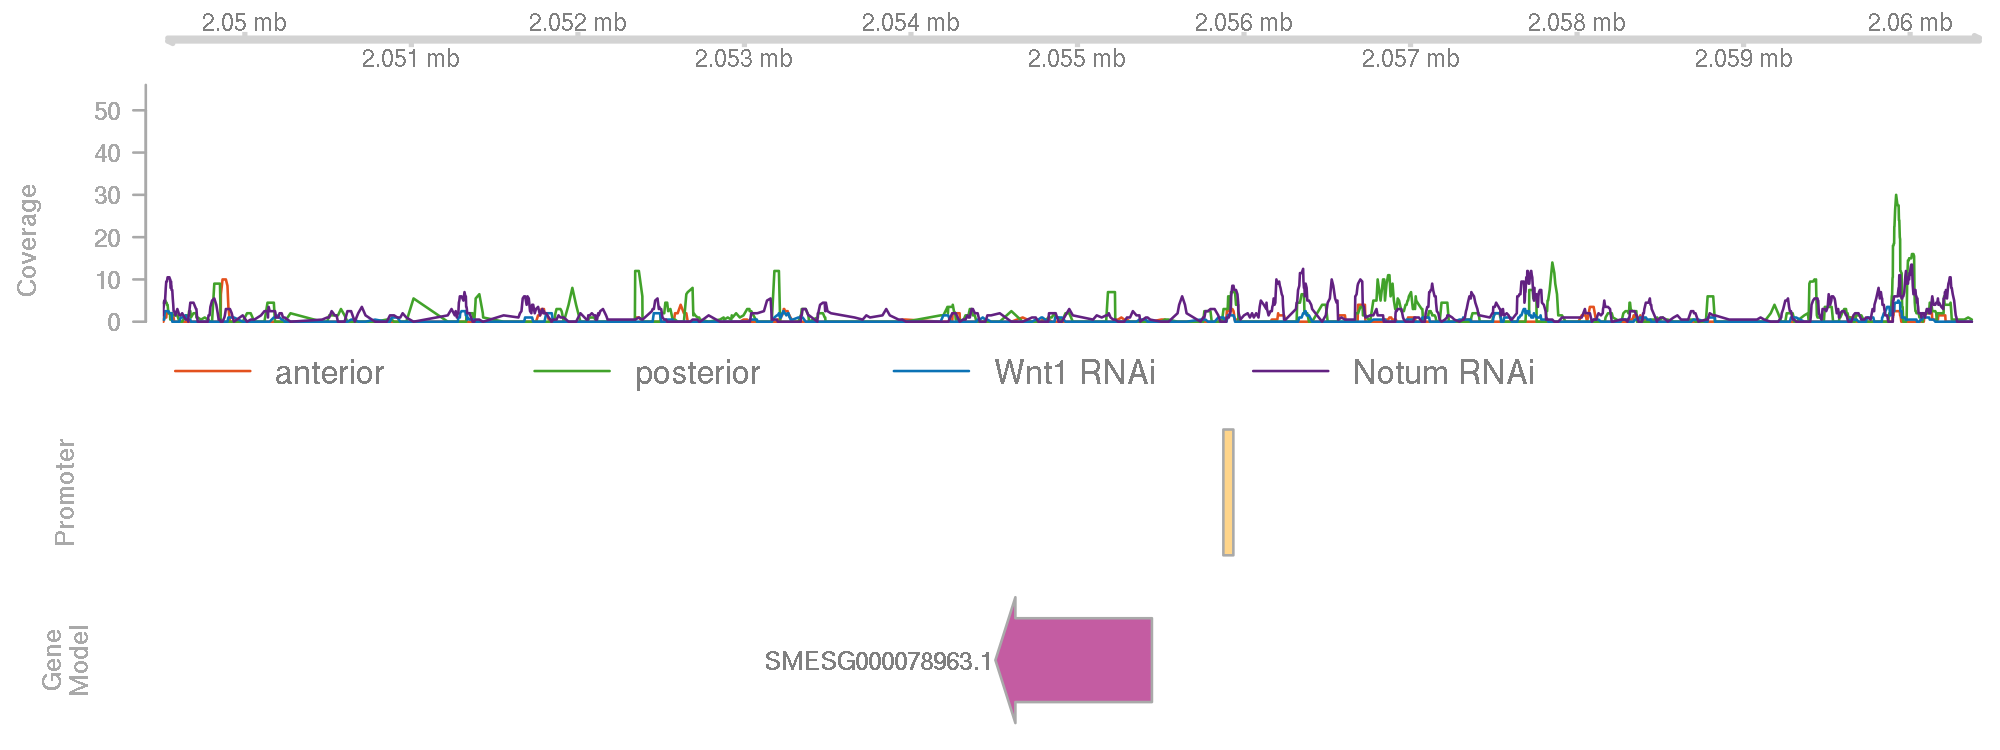 2.05 mb 2.052 mb 2.054 mb 2.056 mb 2.058 mb 2.06 mb
2.051 mb 2.053 mb 2.055 mb 2.057 mb 2.059 mb
Coverage
50
40
30
20
10
0
anterior posterior Wnt1 RNAi Notum RNAi
Promoter
Gene
Model
SMESG000078963.1